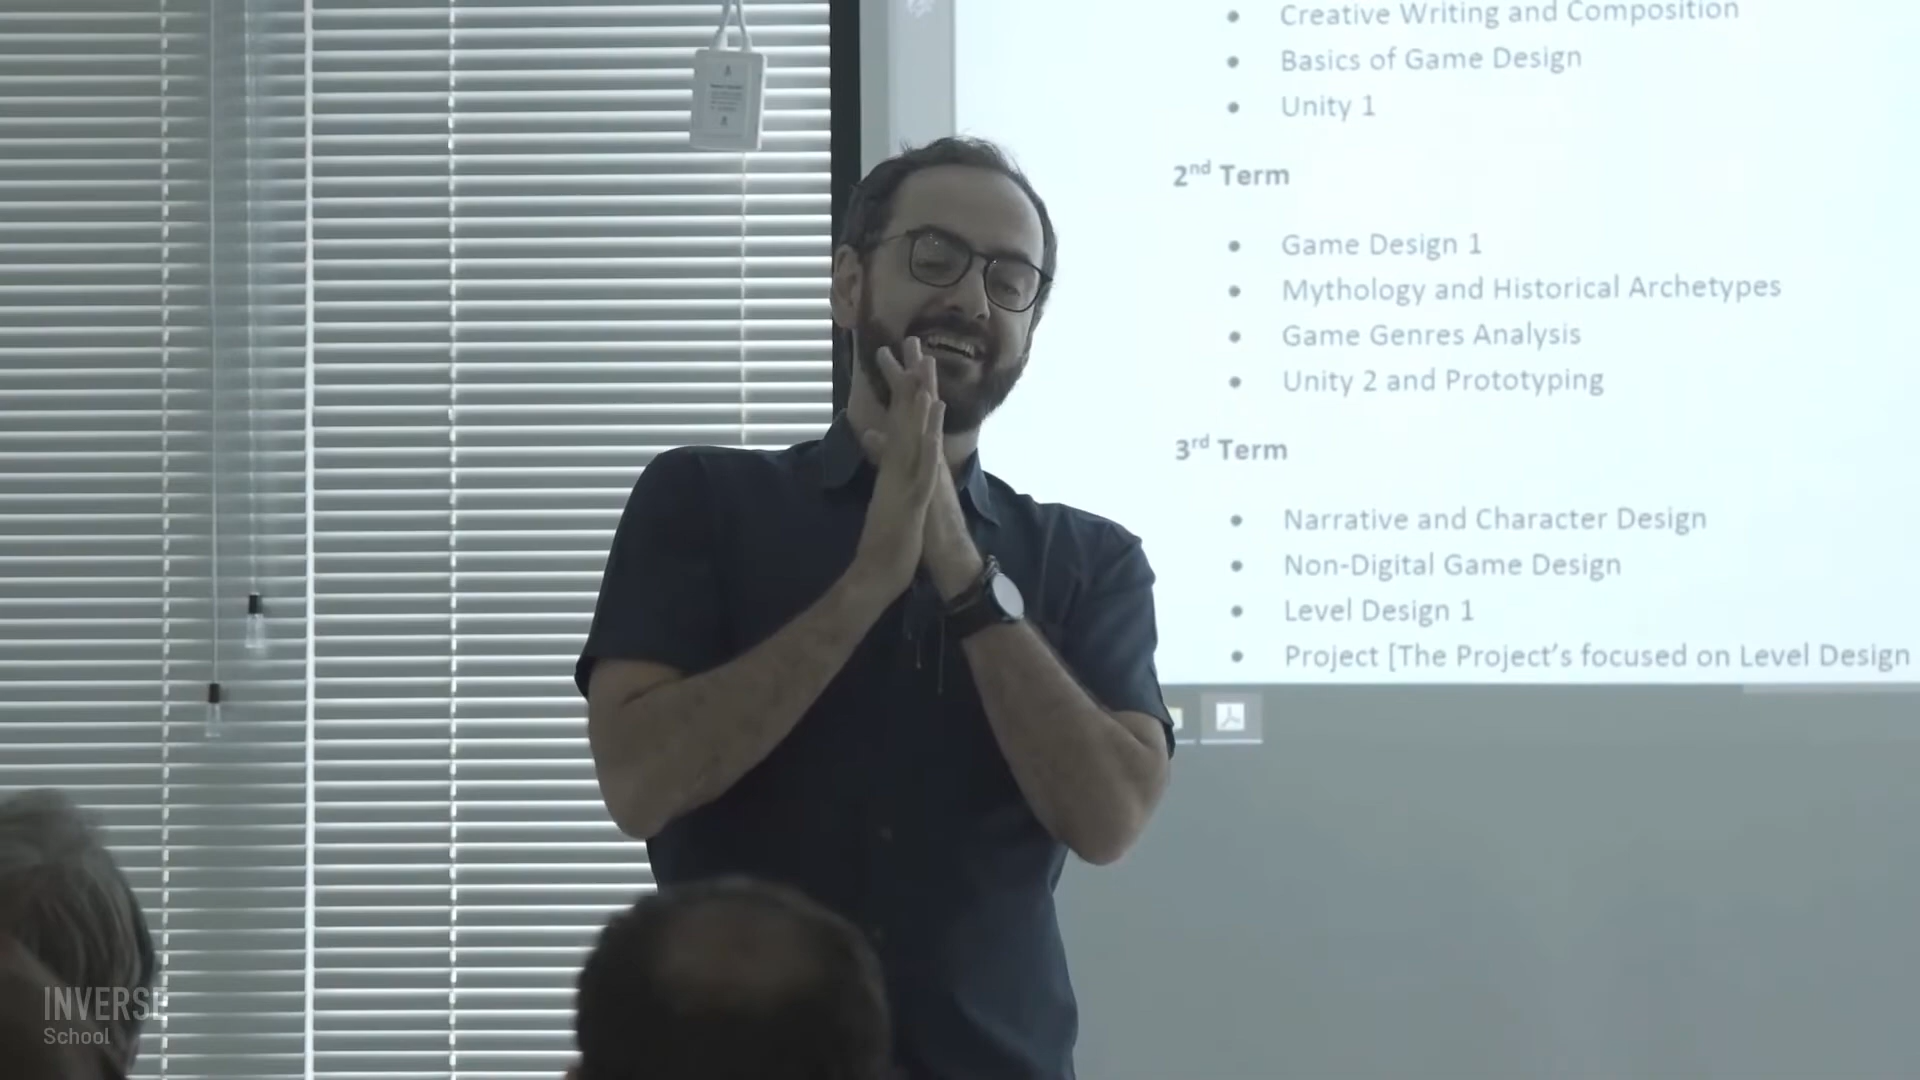 Creative Writing and Composition
Basics of Game Design
Unity 1
2nd Term
Game Design 1
Mythology and Historical Archetypes
Game Genres Analysis
Unity 2 and Prototyping
3rd Term
Narrative and Character Design
Non-Digital Game Design
Level Design 1
Project [The Project's focused on Level Design
INVERSE
School